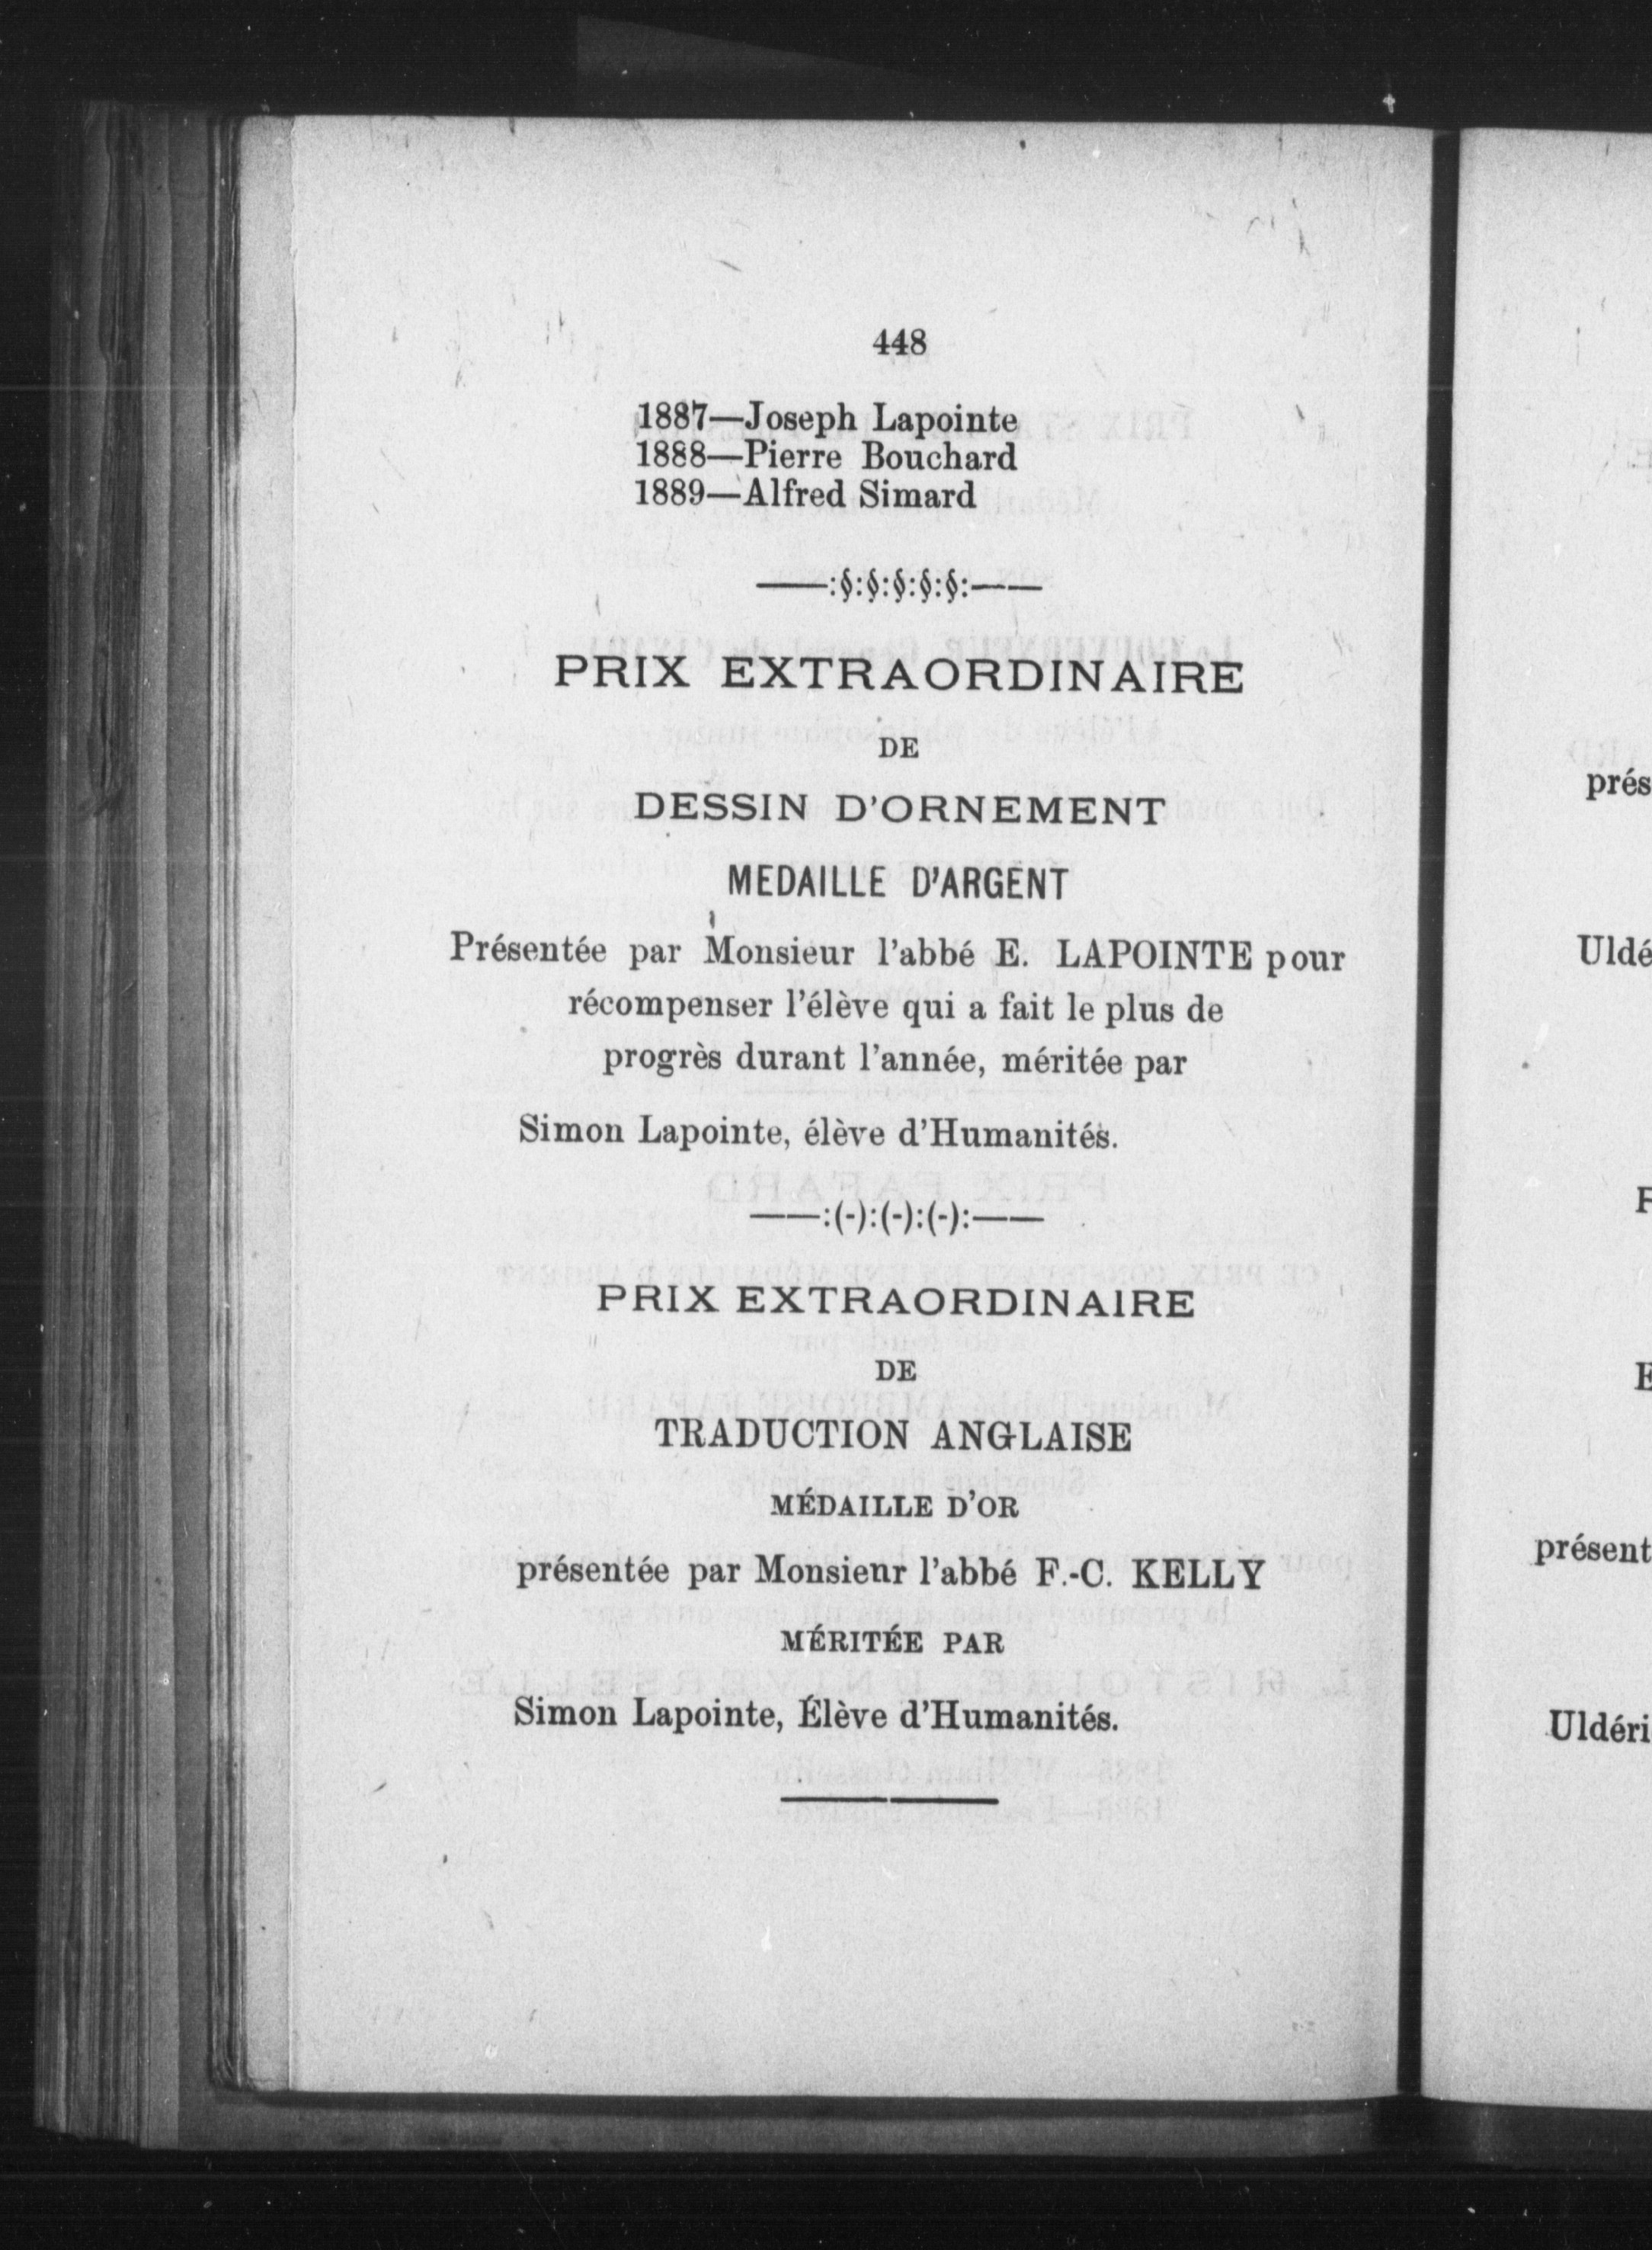 448
1887—Joseph Lapointe
1888—Pierre Bouchard
1889—Alfred Simard
——:§:§:§:§:§:——
PRIX EXTRAORDINAIRE
DE
DESSIN D'ORNEMENT
MEDAILLE D'ARGENT
Présentée par Monsieur l'abbé E. LAPOINTE pour
récompenser l'élève qui a fait le plus de
progrès durant l'année, méritée par
Simon Lapointe, élève d'Humanités.
——:(-):(-):(-):——
PRIX EXTRAORDINAIRE
DE
TRADUCTION ANGLAISE
MÉDAILLE D'OR
présentée par Monsienr l'abbé F.-C. KELLY
MÉRITÉE PAR
Simon Lapointe, Élève d'Humanités.
prés
Uldé
présent
Uldéri